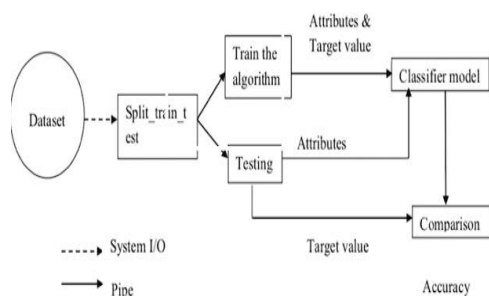 Attributes &
Target value
Train the
algorithm
Classifier model
Dataset
Split_train_t
est
Testing
Attributes
Comparison
System I/O
Target value
Pipe
Accuracy